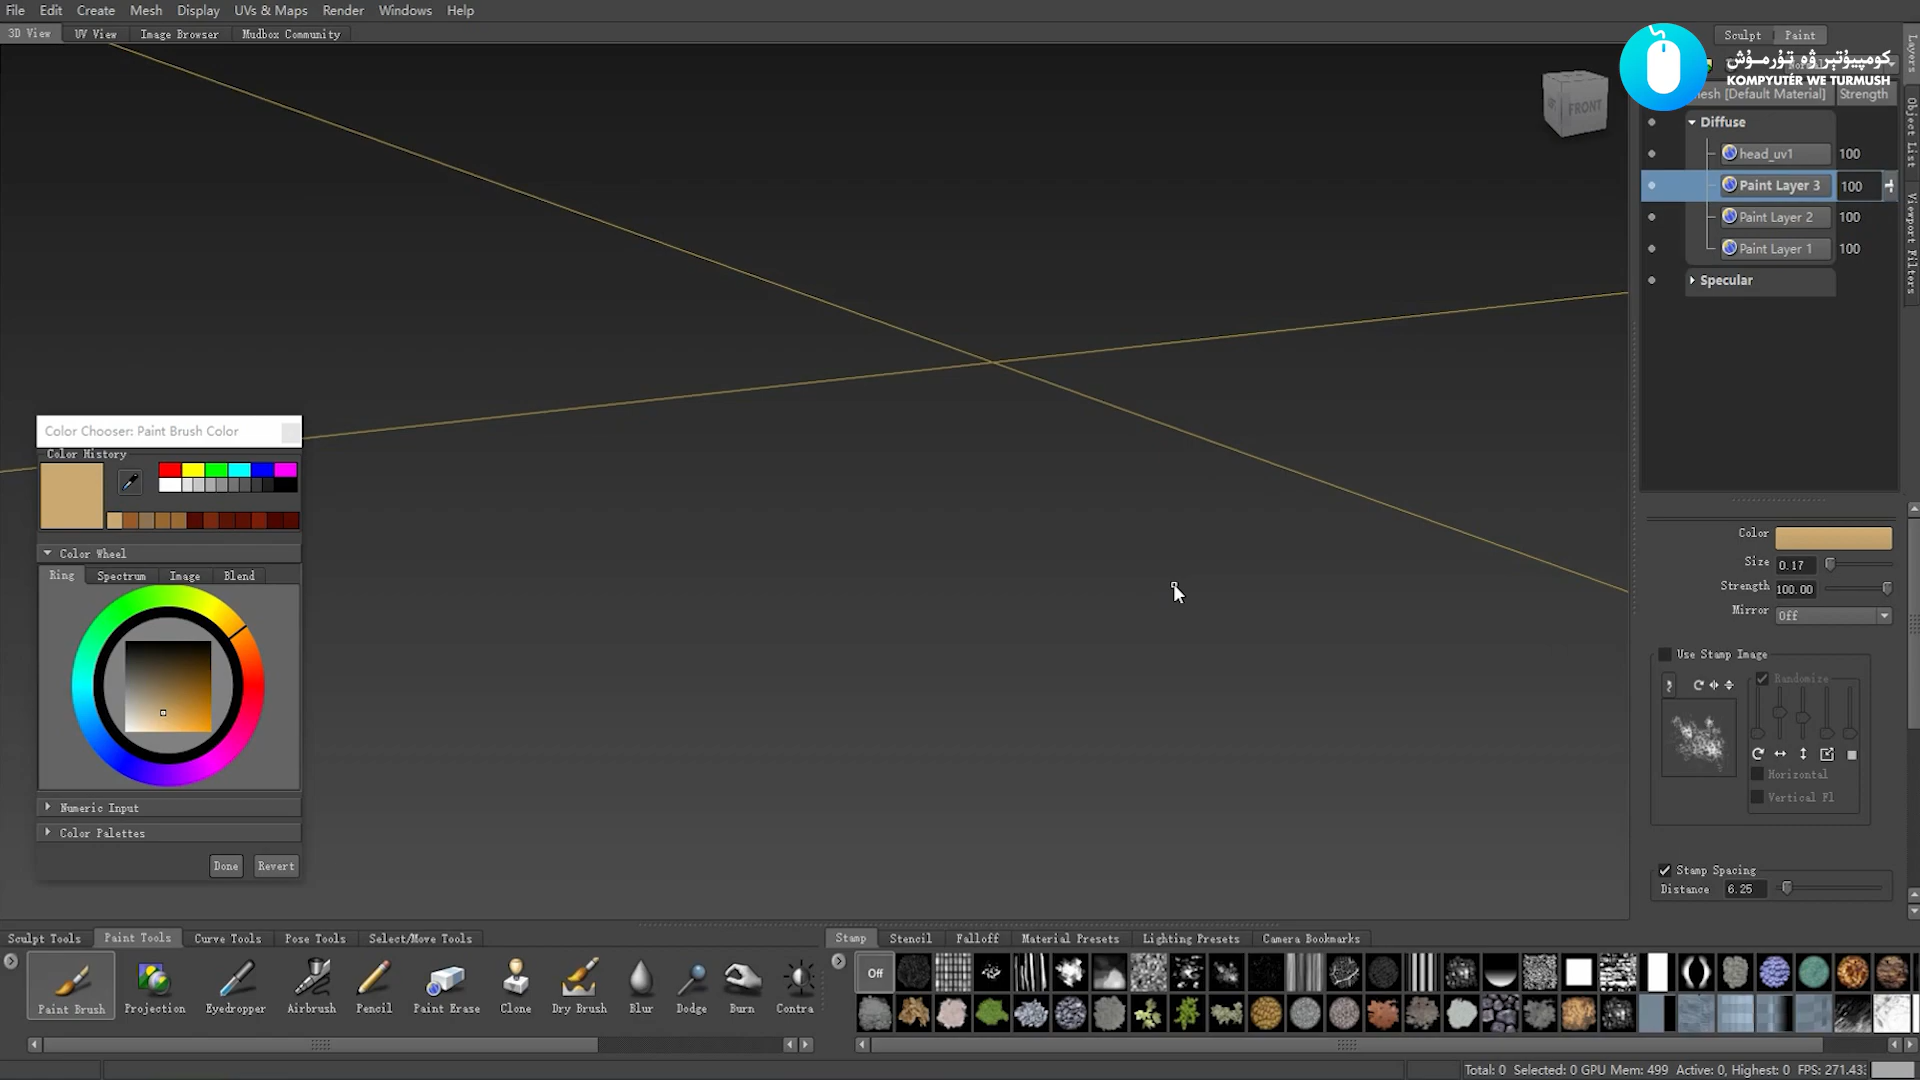 File Edit Create Mesh Display UVs & Maps Render Windows Help
3D View UV View Image Browser Mudbox Community
Sculpt Paint
كومپيۇتېر ۋە تۇرمۇش
KOMPYUTÉR WE TURMUSH
Layers
Object List
Viewport Filters
[Default Material] Strength
Diffuse
head_uv1 100
Paint Layer 3 100
Paint Layer 2 100
Paint Layer 1 100
Specular
FRONT
Color Chooser: Paint Brush Color
Color History
Color Wheel
Ring Spectrum Image Blend
Numeric Input
Color Palettes
Done Revert
Color
Size 0.17
Strength 100.00
Mirror Off
Use Stamp Image
Randomize
Horizontal
Vertical Fl
Stamp Spacing
Distance 6.25
Sculpt Tools Paint Tools Curve Tools Pose Tools Select/Move Tools
Paint Brush Projection Eyedropper Airbrush Pencil Paint Erase Clone Dry Brush Blur Dodge Burn Contra
Stamp Stencil Falloff Material Presets Lighting Presets Camera Bookmarks
Off
Total: 0 Selected: 0 GPU Mem: 499 Active: 0, Highest: 0 FPS: 271.43